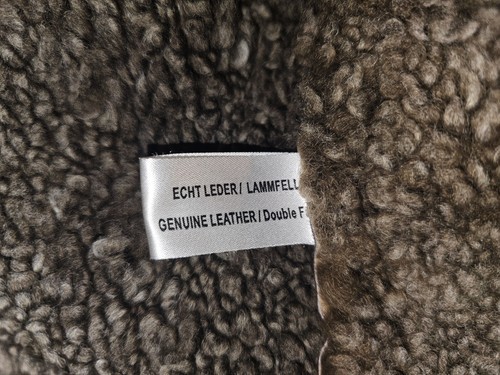 ECHT LEDER / LAMMFELL
GENUINE LEATHER / Double F